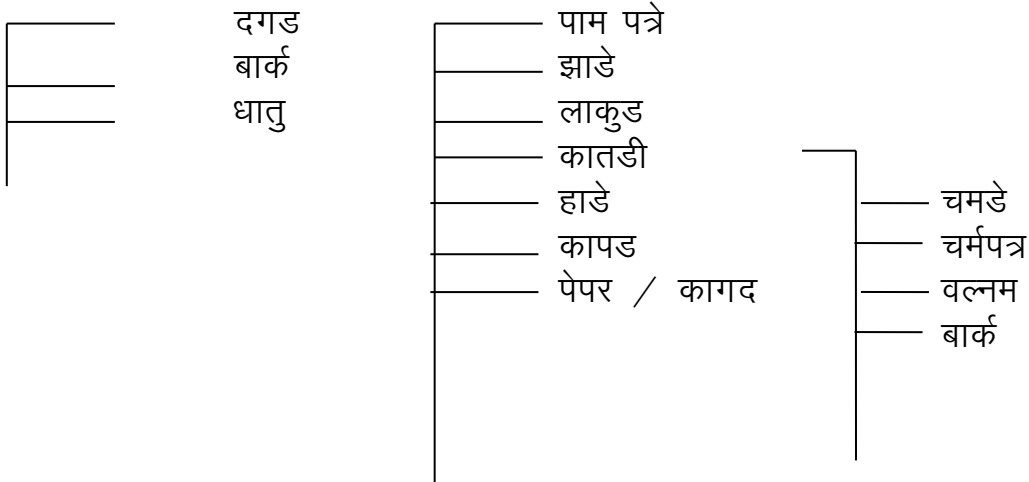 दगड
बार्क
धातु
पाम पत्रे
झाडे
लाकुड
कातडी
हाडे
कापड
पेपर / कागद
चमडे
चर्मपत्र
वल्नम
बार्क